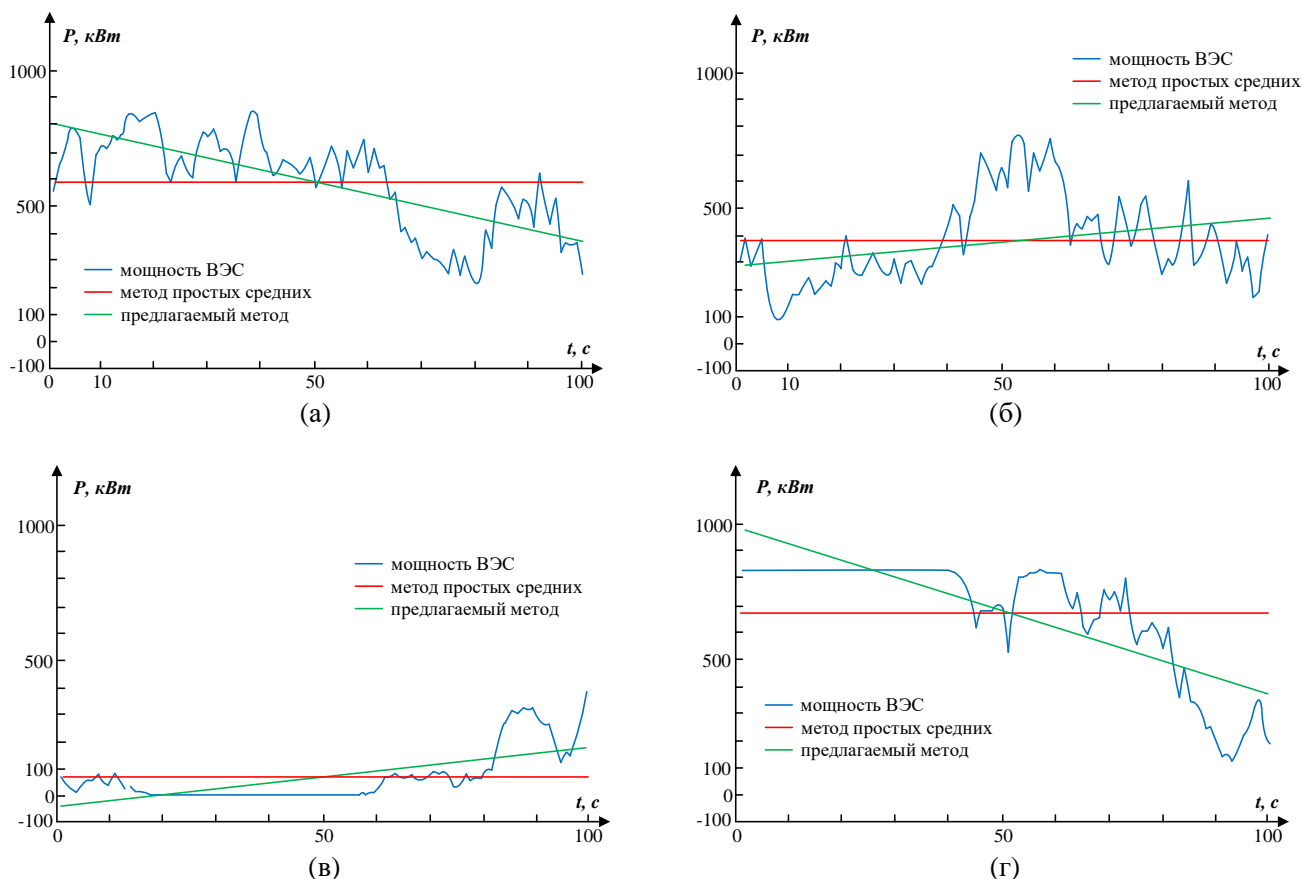 P, кВт
1000
500
100
0
-100
мощность ВЭС
метод простых средних
предлагаемый метод
t, с
0
10
50
100
(а)
P, кВт
1000
500
100
0
-100
мощность ВЭС
метод простых средних
предлагаемый метод
t, с
0
10
50
100
(б)
P, кВт
1000
500
100
0
-100
мощность ВЭС
метод простых средних
предлагаемый метод
t, с
0
50
100
(в)
P, кВт
1000
500
100
0
-100
мощность ВЭС
метод простых средних
предлагаемый метод
t, с
0
10
50
100
(г)